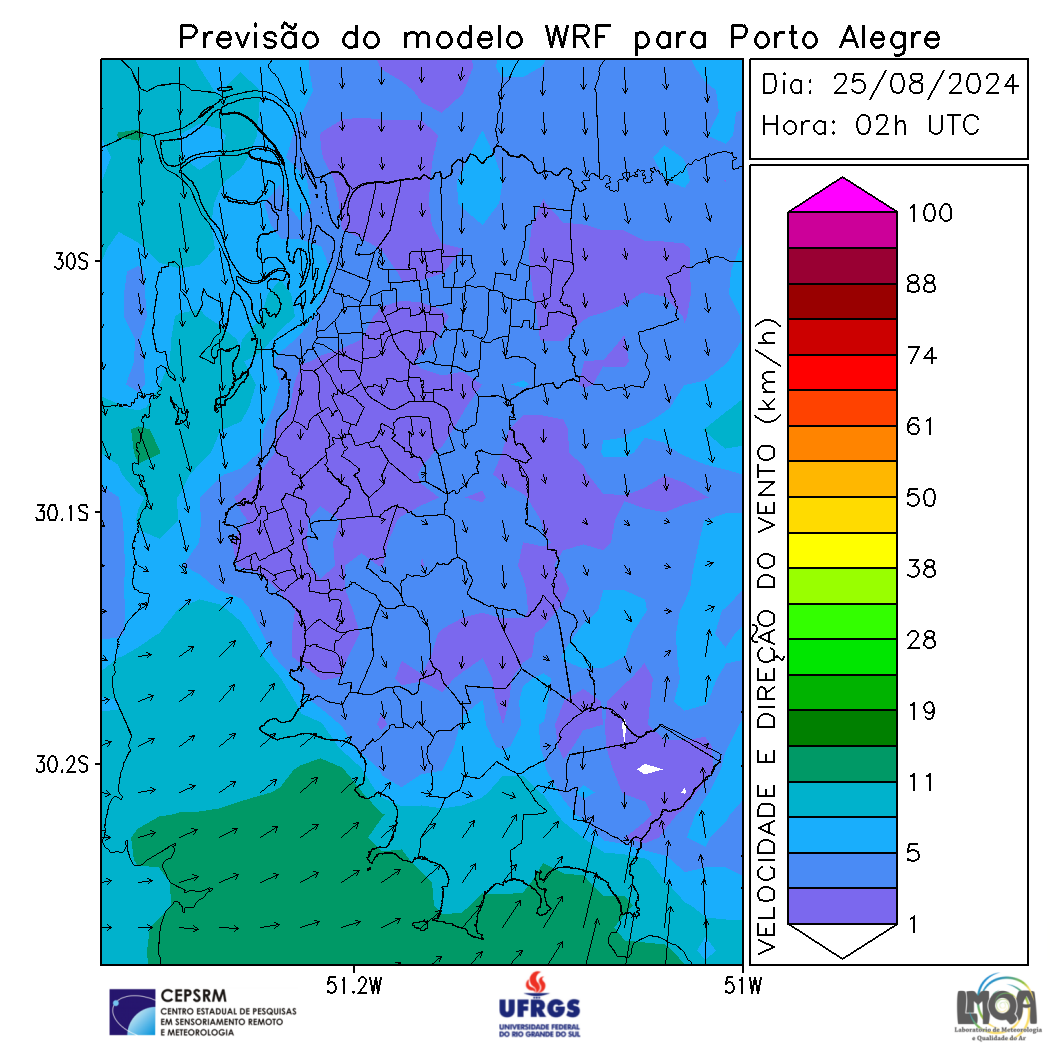 Previsão do modelo WRF para Porto Alegre
Dia: 25/08/2024
Hora: 02h UTC
30S
30.1S
30.2S
51.2W
51W
VELOCIDADE E DIREÇÃO DO VENTO (km/h)
100
88
74
61
50
38
28
19
11
5
1
CEPSRM
CENTRO ESTADUAL DE PESQUISAS
EM SENSORIAMENTO REMOTO
E METEOROLOGIA
UFRGS
UNIVERSIDADE FEDERAL
DO RIO GRANDE DO SUL
LMQA
Laboratório de Meteorologia
e Qualidade do Ar